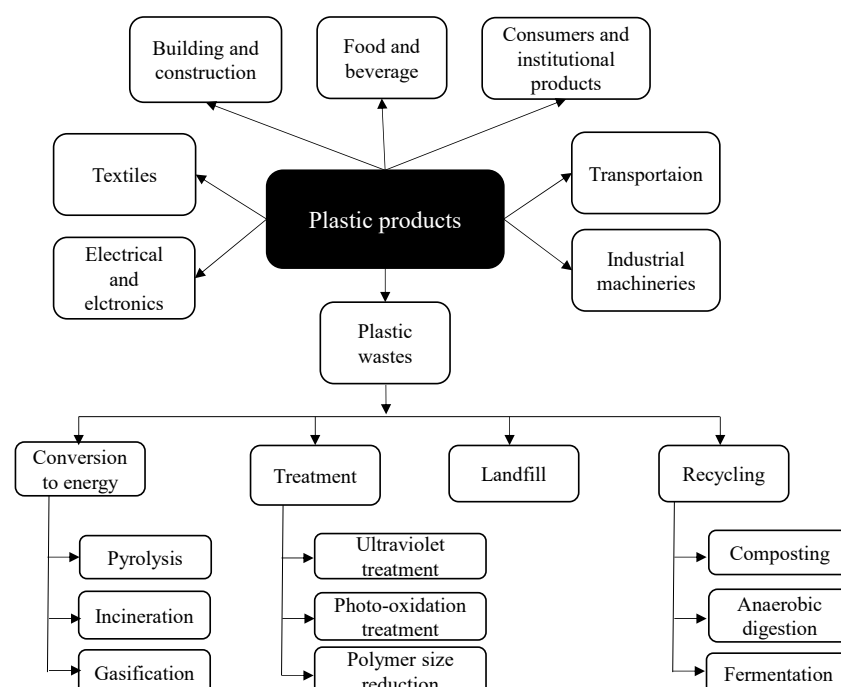 Building and
construction
Food and
beverage
Consumers and
institutional
products
Textiles
Transportaion
Plastic products
Electrical
and
elctronics
Industrial
machineries
Plastic
wastes
Conversion
to energy
Treatment
Landfill
Recycling
Pyrolysis
Incineration
Gasification
Ultraviolet
treatment
Photo-oxidation
treatment
Polymer size
reduction
Composting
Anaerobic
digestion
Fermentation